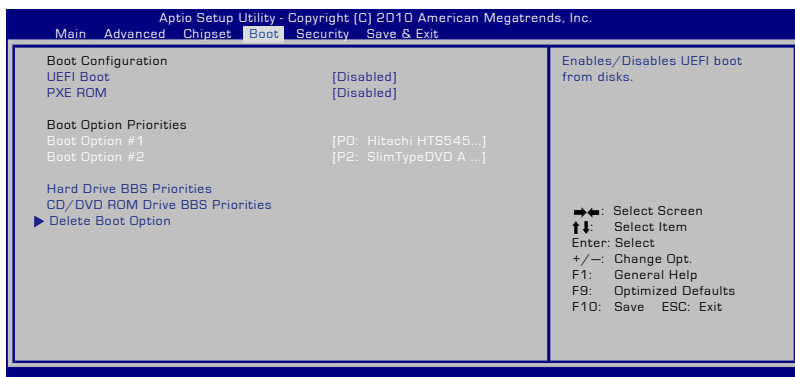 Aptio Setup Utility - Copyright (C) 2010 American Megatrends, Inc.
Main Advanced Chipset Boot Security Save & Exit
Boot Configuration
UEFI Boot [Disabled]
PXE ROM [Disabled]
Boot Option Priorities
Boot Option #1 [P0: Hitachi HTS545...]
Boot Option #2 [P2: SlimTypeDVD A ...]
Hard Drive BBS Priorities
CD/DVD ROM Drive BBS Priorities
▶ Delete Boot Option
Enables/Disables UEFI boot
from disks.
→←: Select Screen
↑↓: Select Item
Enter: Select
+/—: Change Opt.
F1: General Help
F9: Optimized Defaults
F10: Save ESC: Exit